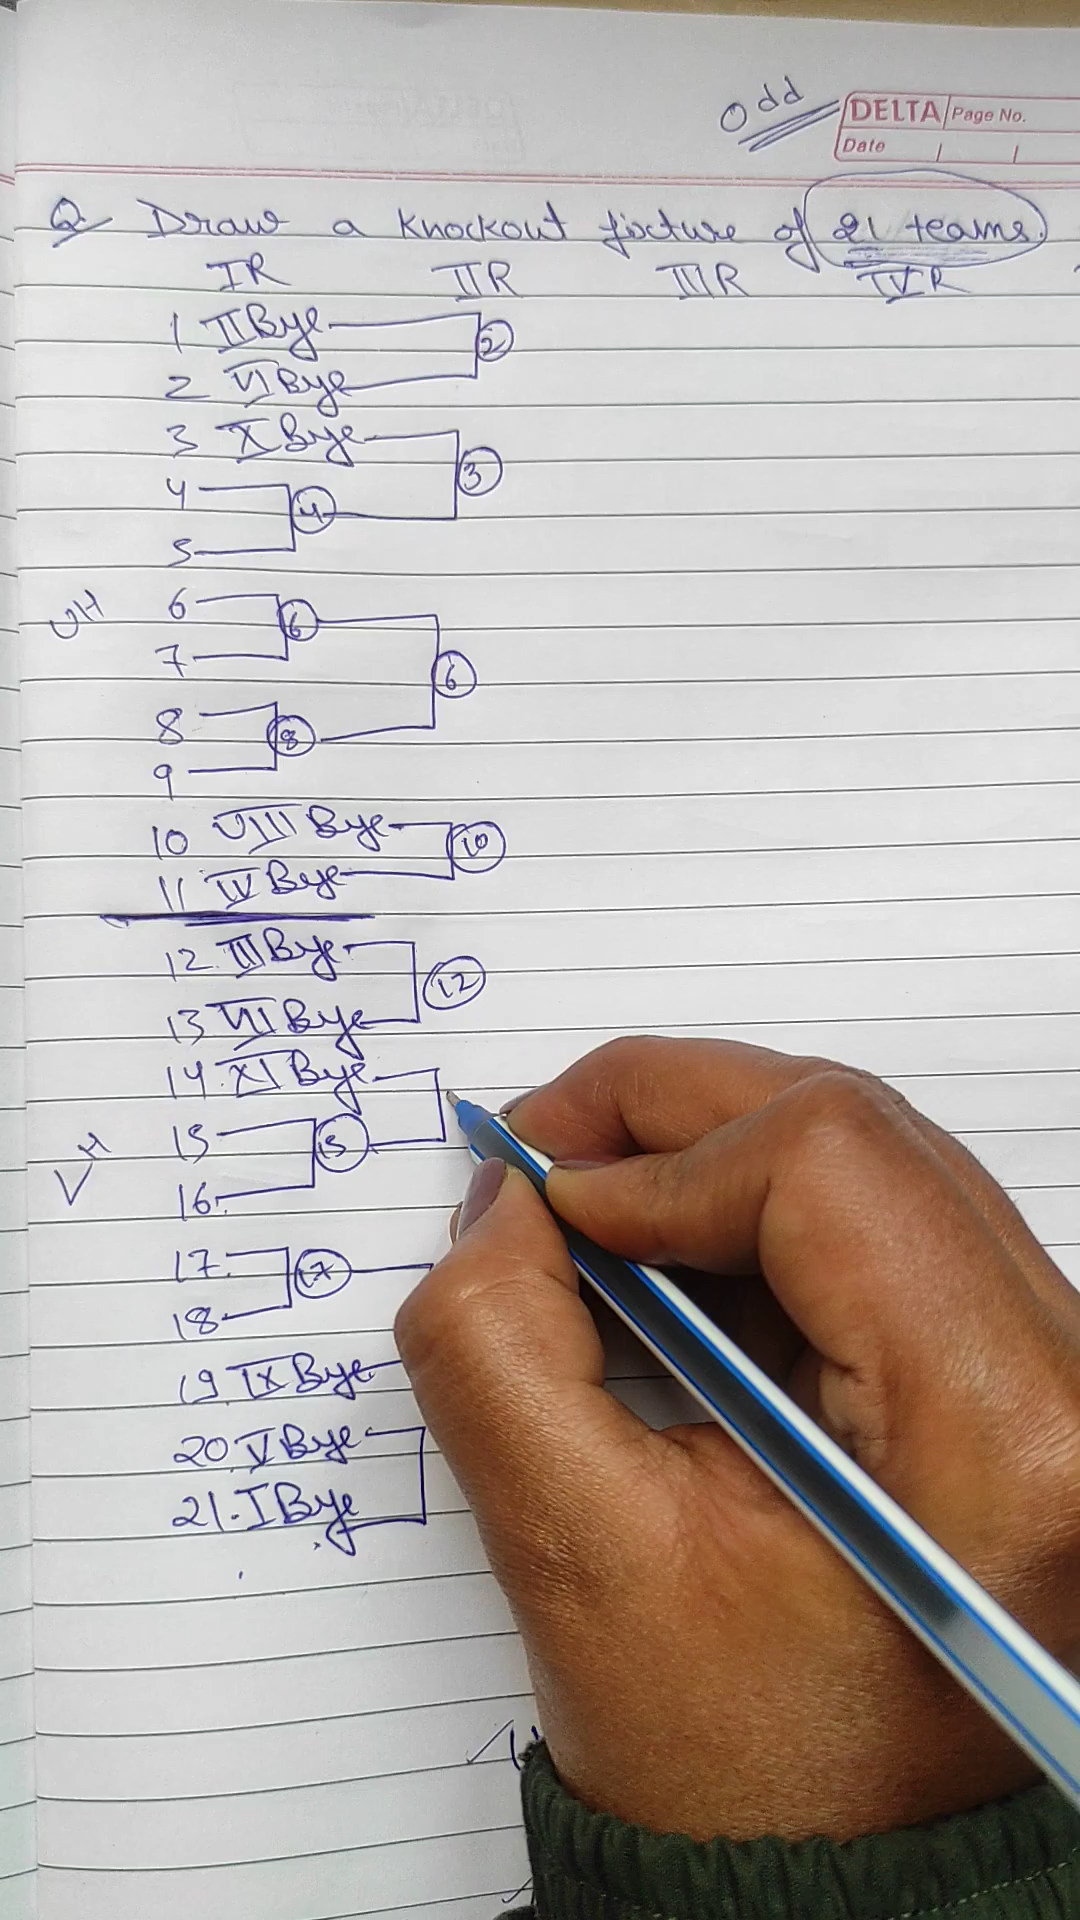 Odd
DELTA Page No.
Date
Q Draw a knockout fixture of 21 teams.
IR IIR IIIR IVR
1 II Bye 2
2 VI Bye
3 X Bye 3
4 4
5
UH 6 6
7 6
8 8
9
10 VIII Bye 10
11 IV Bye
12 III Bye 12
13 VII Bye
14 XI Bye
LH 15 15
16
17 17
18
19 IX Bye
20 V Bye
21. I Bye